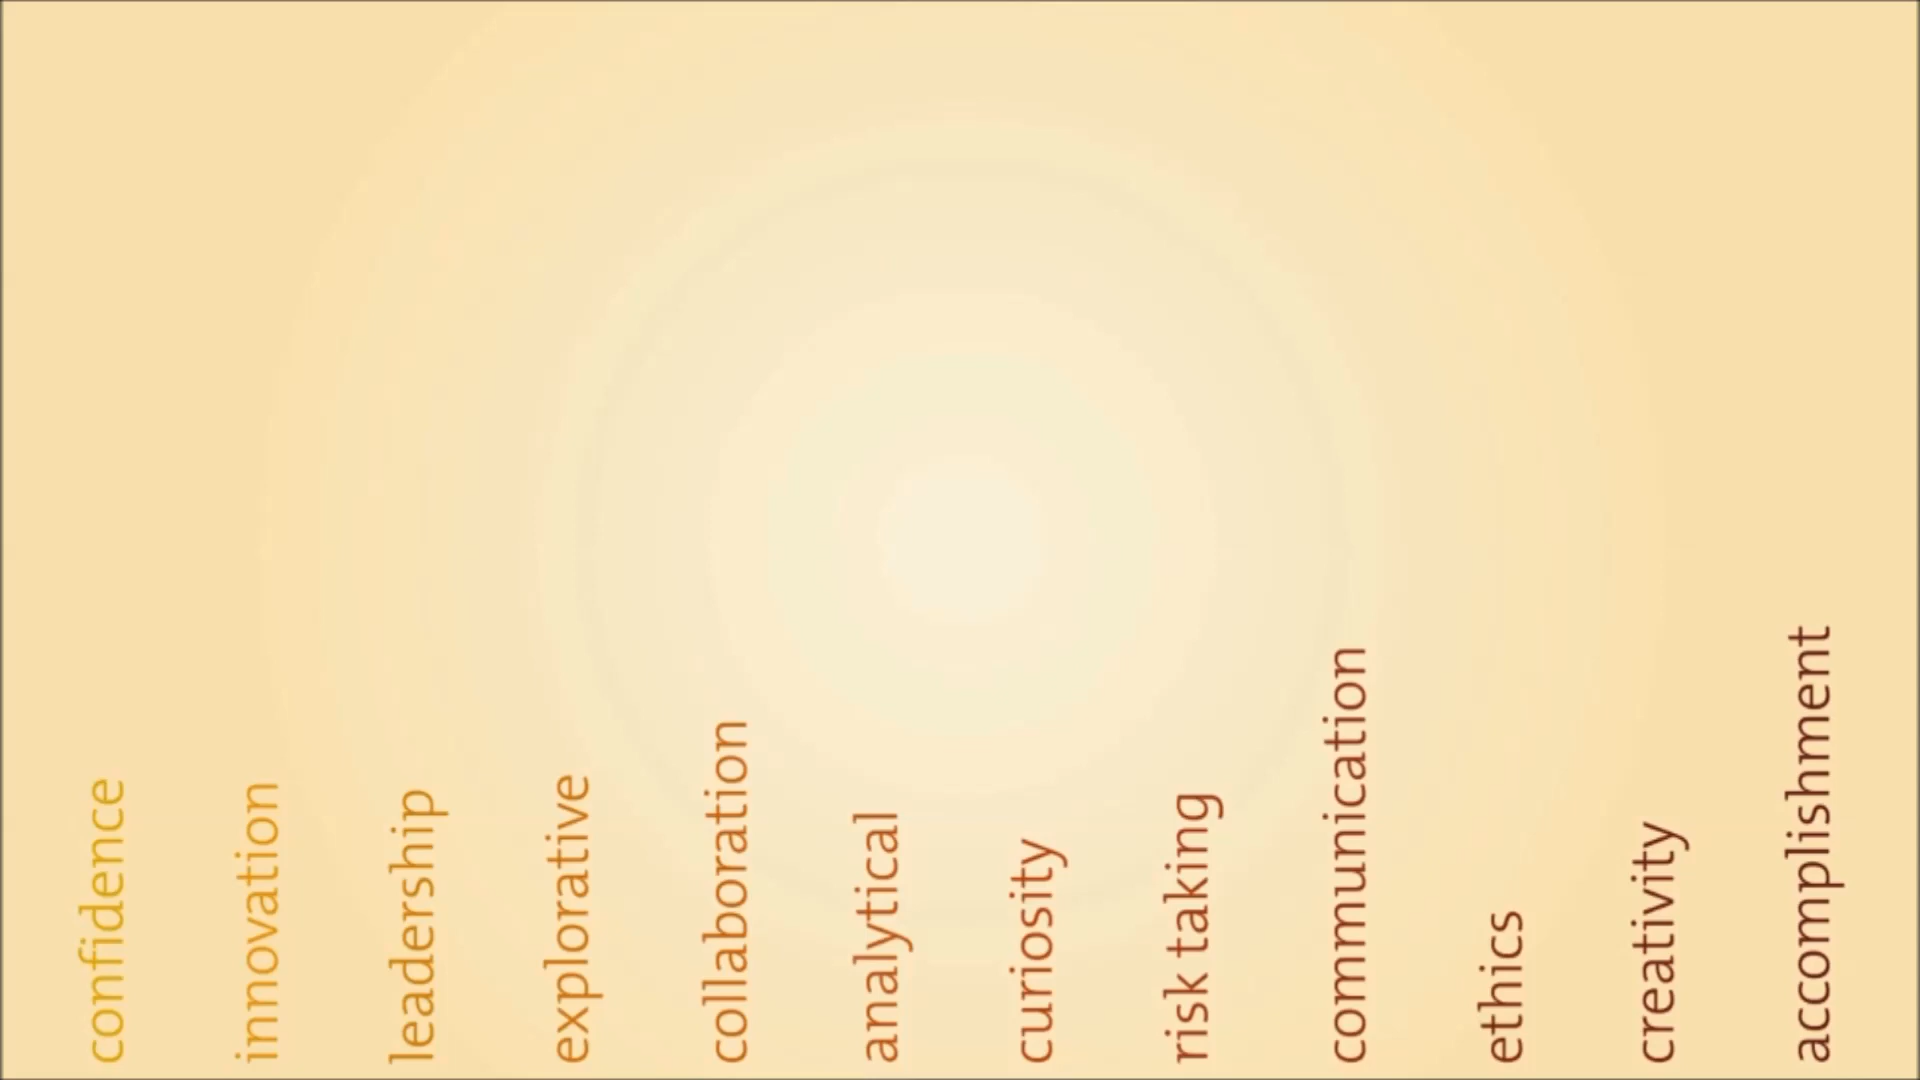 confidence
innovation
leadership
explorative
collaboration
analytical
curiosity
risk taking
communication
ethics
creativity
accomplishment